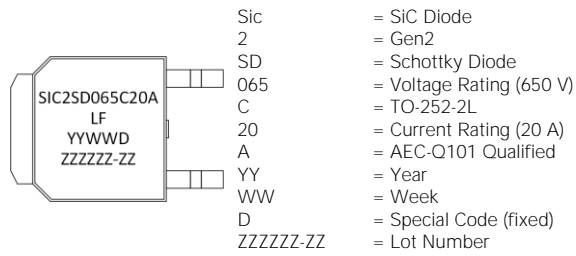 SIC2SD065C20A
LF
YYWWD
ZZZZZZ-ZZ
Sic = SiC Diode
2 = Gen2
SD = Schottky Diode
065 = Voltage Rating (650 V)
C = TO-252-2L
20 = Current Rating (20 A)
A = AEC-Q101 Qualified
YY = Year
WW = Week
D = Special Code (fixed)
ZZZZZZ-ZZ = Lot Number